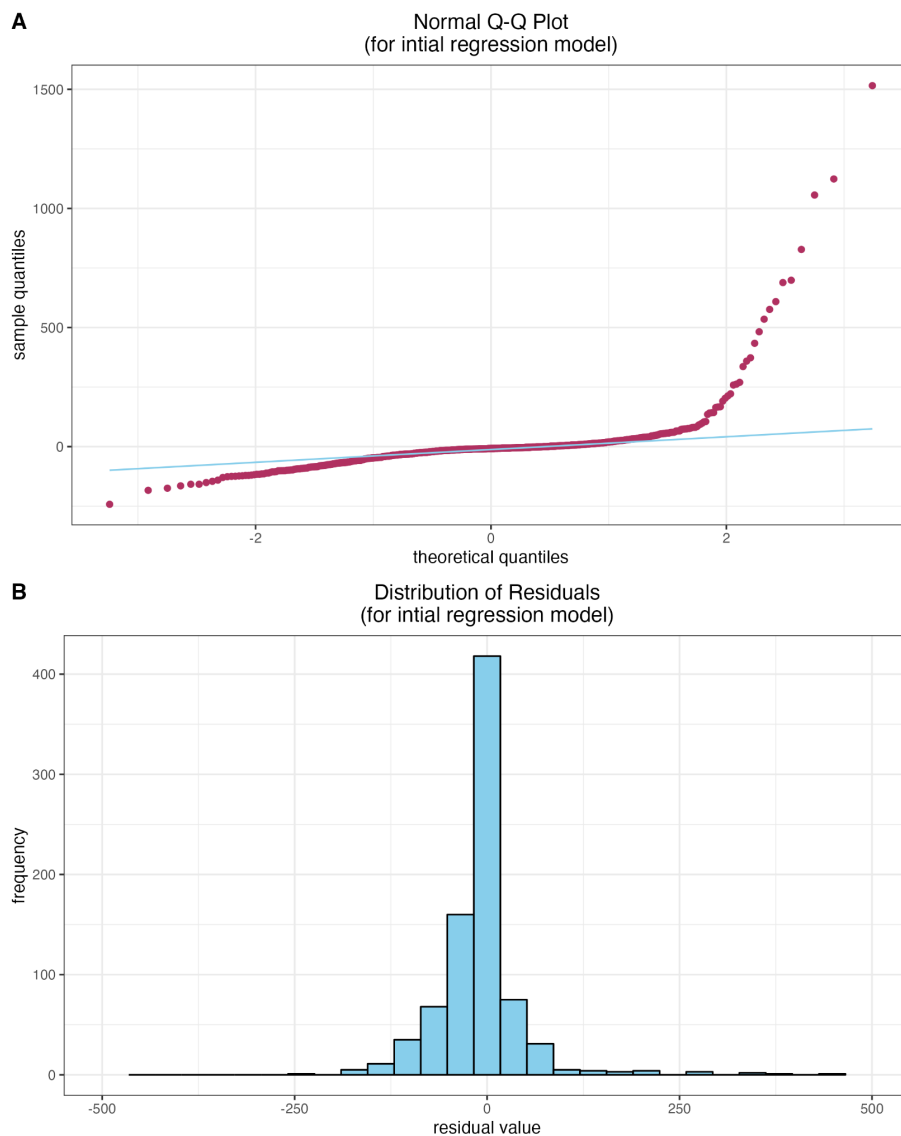 A
Normal Q-Q Plot
(for intial regression model)
1500
1000
500
0
sample quantiles
-2
0
2
theoretical quantiles
B
Distribution of Residuals
(for intial regression model)
400
300
200
100
0
frequency
-500
-250
0
250
500
residual value